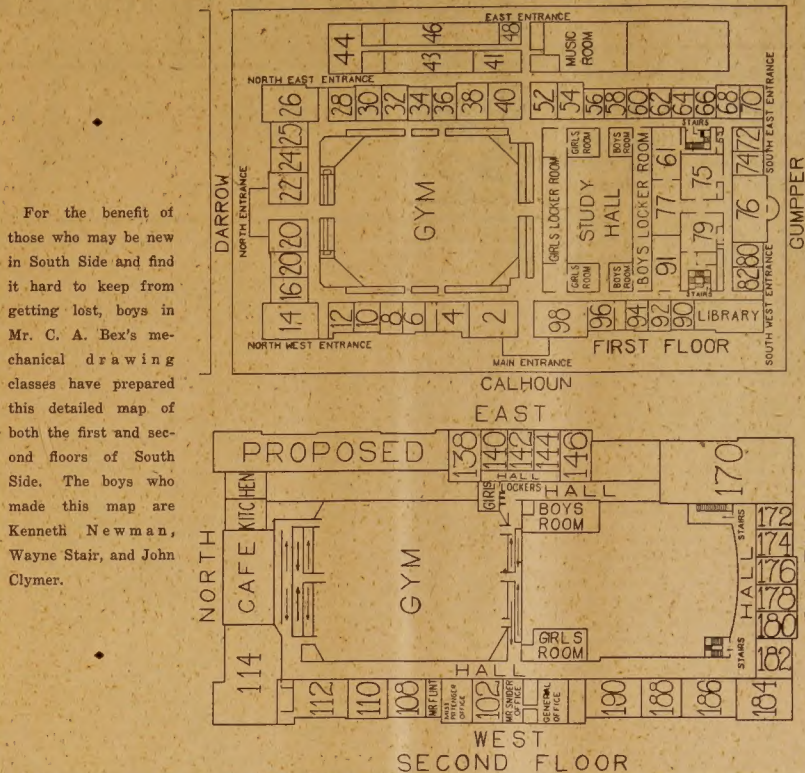 For the benefit of
those who may be new
in South Side and find
it hard to keep from
getting lost, boys in
Mr. C. A. Bex's me-
chanical drawing
classes have prepared
this detailed map of
both the first and sec-
ond floors of South
Side. The boys who
made this map are
Kenneth Newman,
Wayne Stair, and John
Clymer.
EAST ENTRANCE
44
46
48
43
41
MUSIC ROOM
NORTH EAST ENTRANCE
26
28
30
32
34
36
38
40
52
54
56
58
60
62
64
66
68
70
SOUTH EAST ENTRANCE
DARROW
NORTH ENTRANCE
25
24
22
20
20
16
14
GYM
GIRLS LOCKER ROOM
GIRLS ROOM
BOYS ROOM
STUDY HALL
GIRLS ROOM
BOYS ROOM
BOYS LOCKER ROOM
61
77
91
STAIRS
75
79
STAIRS
72
74
76
80
82
GUMPPER
12
10
8
6
4
2
98
96
94
92
90
LIBRARY
SOUTH WEST ENTRANCE
NORTH WEST ENTRANCE
MAIN ENTRANCE
FIRST FLOOR
CALHOUN
EAST
PROPOSED
138
140
142
144
146
HALL
GIRLS LOCKERS
HALL
170
KITCHEN
BOYS ROOM
NORTH
CAFE
GYM
STAIRS
172
174
176
178
180
182
HALL
STAIRS
GIRLS ROOM
114
HALL
112
110
108
MR FLINT
MISS PITTENGER OFFICE
102
MR SNIDER OFFICE
GENERAL OFFICE
190
188
186
184
WEST
SECOND FLOOR